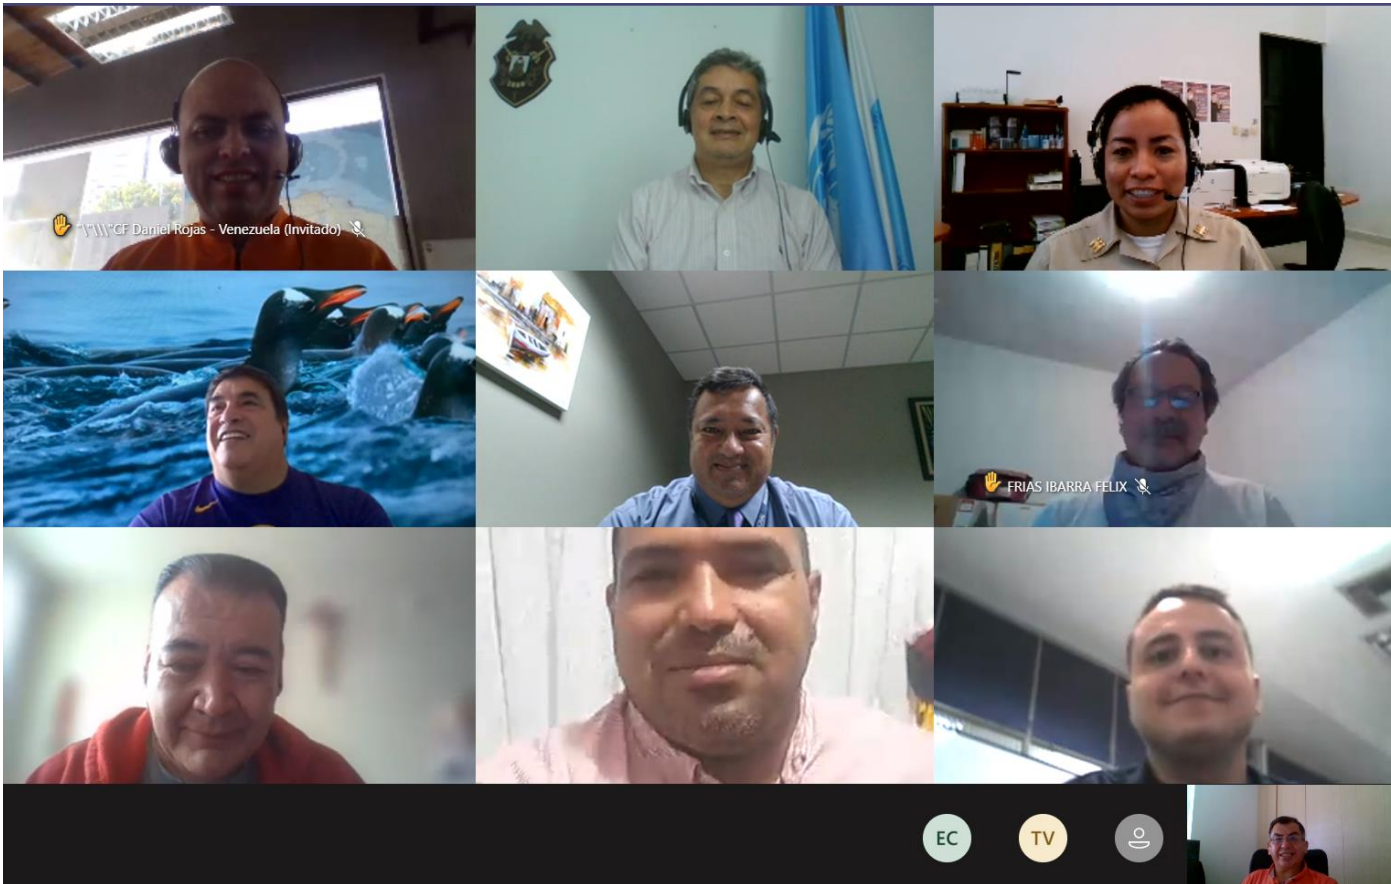 "\"\\\"CF Daniel Rojas - Venezuela (Invitado)
FRIAS IBARRA FELIX
EC
TV